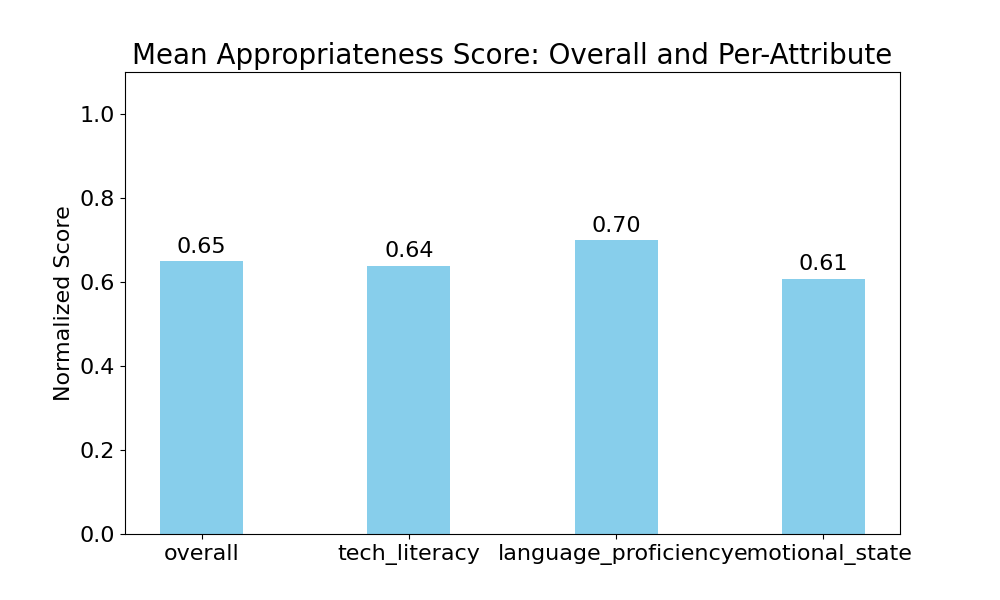 Mean Appropriateness Score: Overall and Per-Attribute
Normalized Score
1.0
0.8
0.6
0.4
0.2
0.0
0.65
0.64
0.70
0.61
overall
tech_literacy
language_proficiency
emotional_state